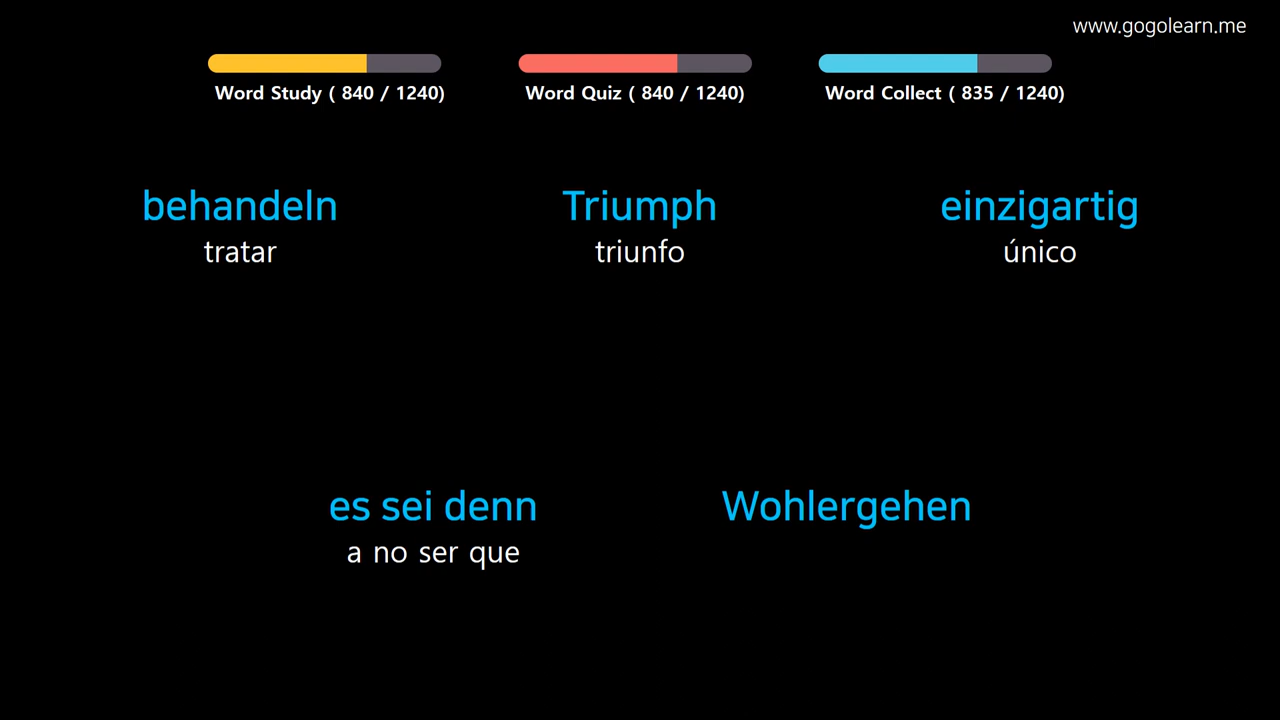 www.gogolearn.me
Word Study ( 840 / 1240)
Word Quiz ( 840 / 1240)
Word Collect ( 835 / 1240)
behandeln
tratar
Triumph
triunfo
einzigartig
único
es sei denn
a no ser que
Wohlergehen